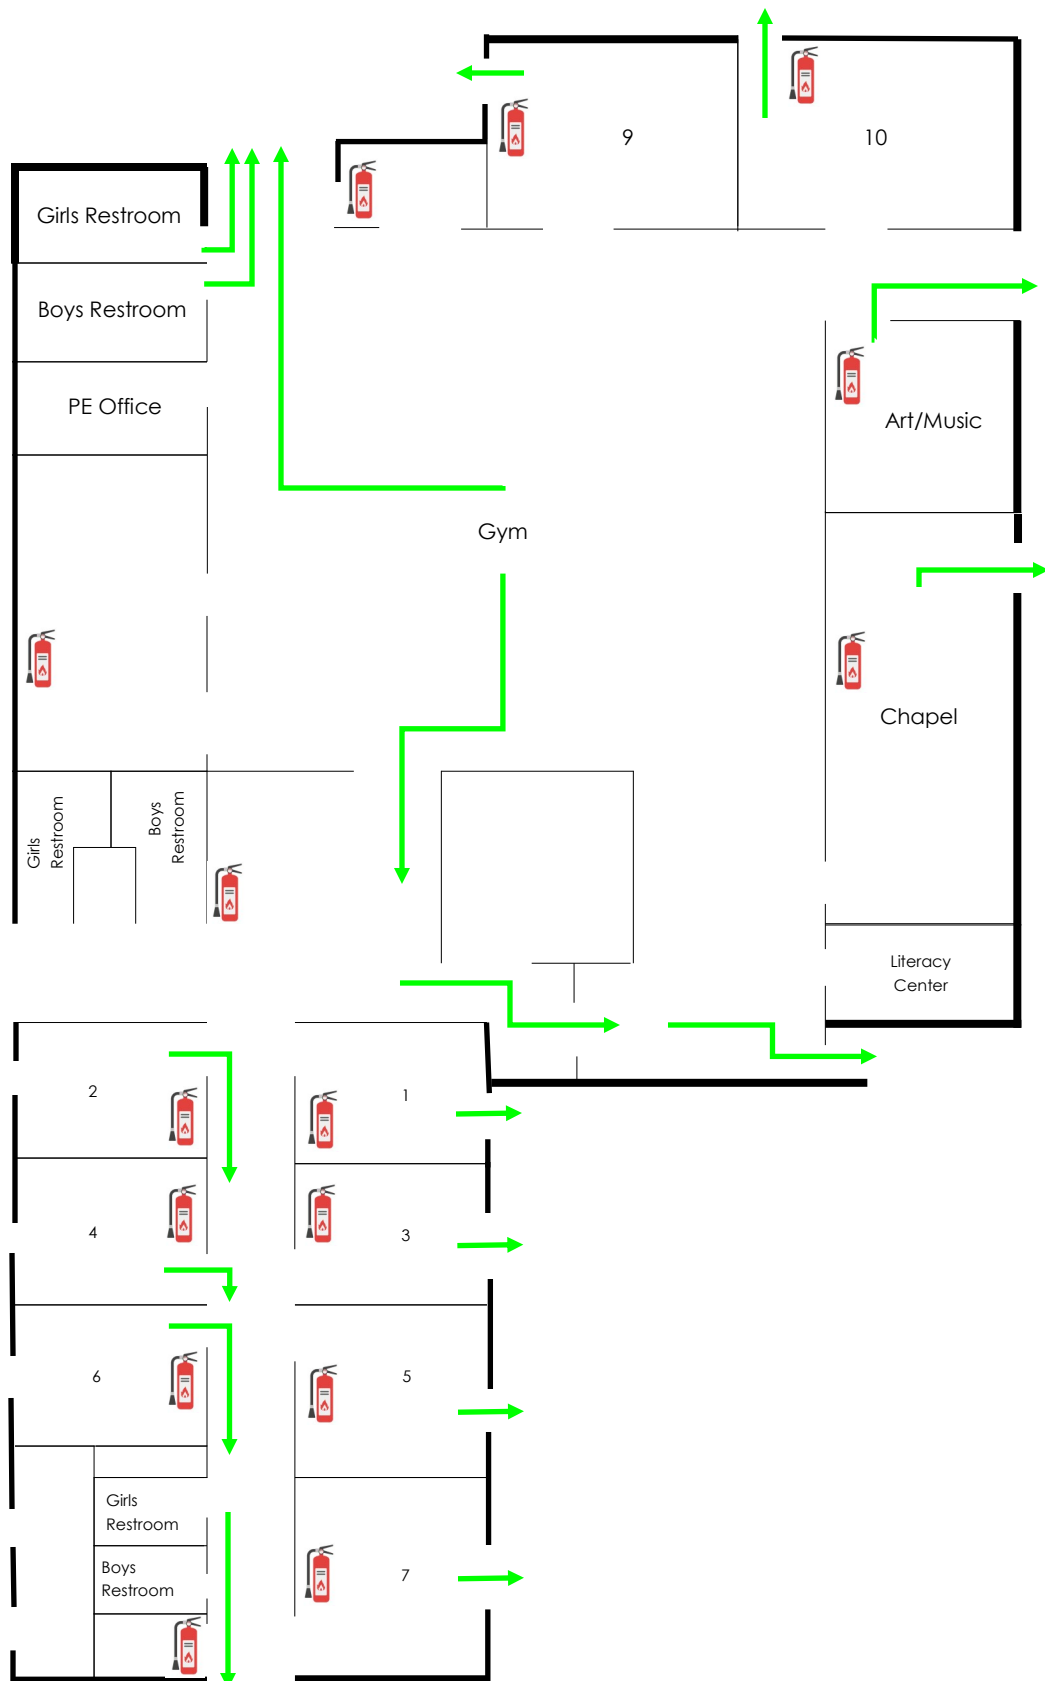 9
10
Girls Restroom
Boys Restroom
PE Office
Art/Music
Gym
Chapel
Girls
Restroom
Boys
Restroom
Literacy
Center
2
1
4
3
6
5
Girls
Restroom
Boys
Restroom
7